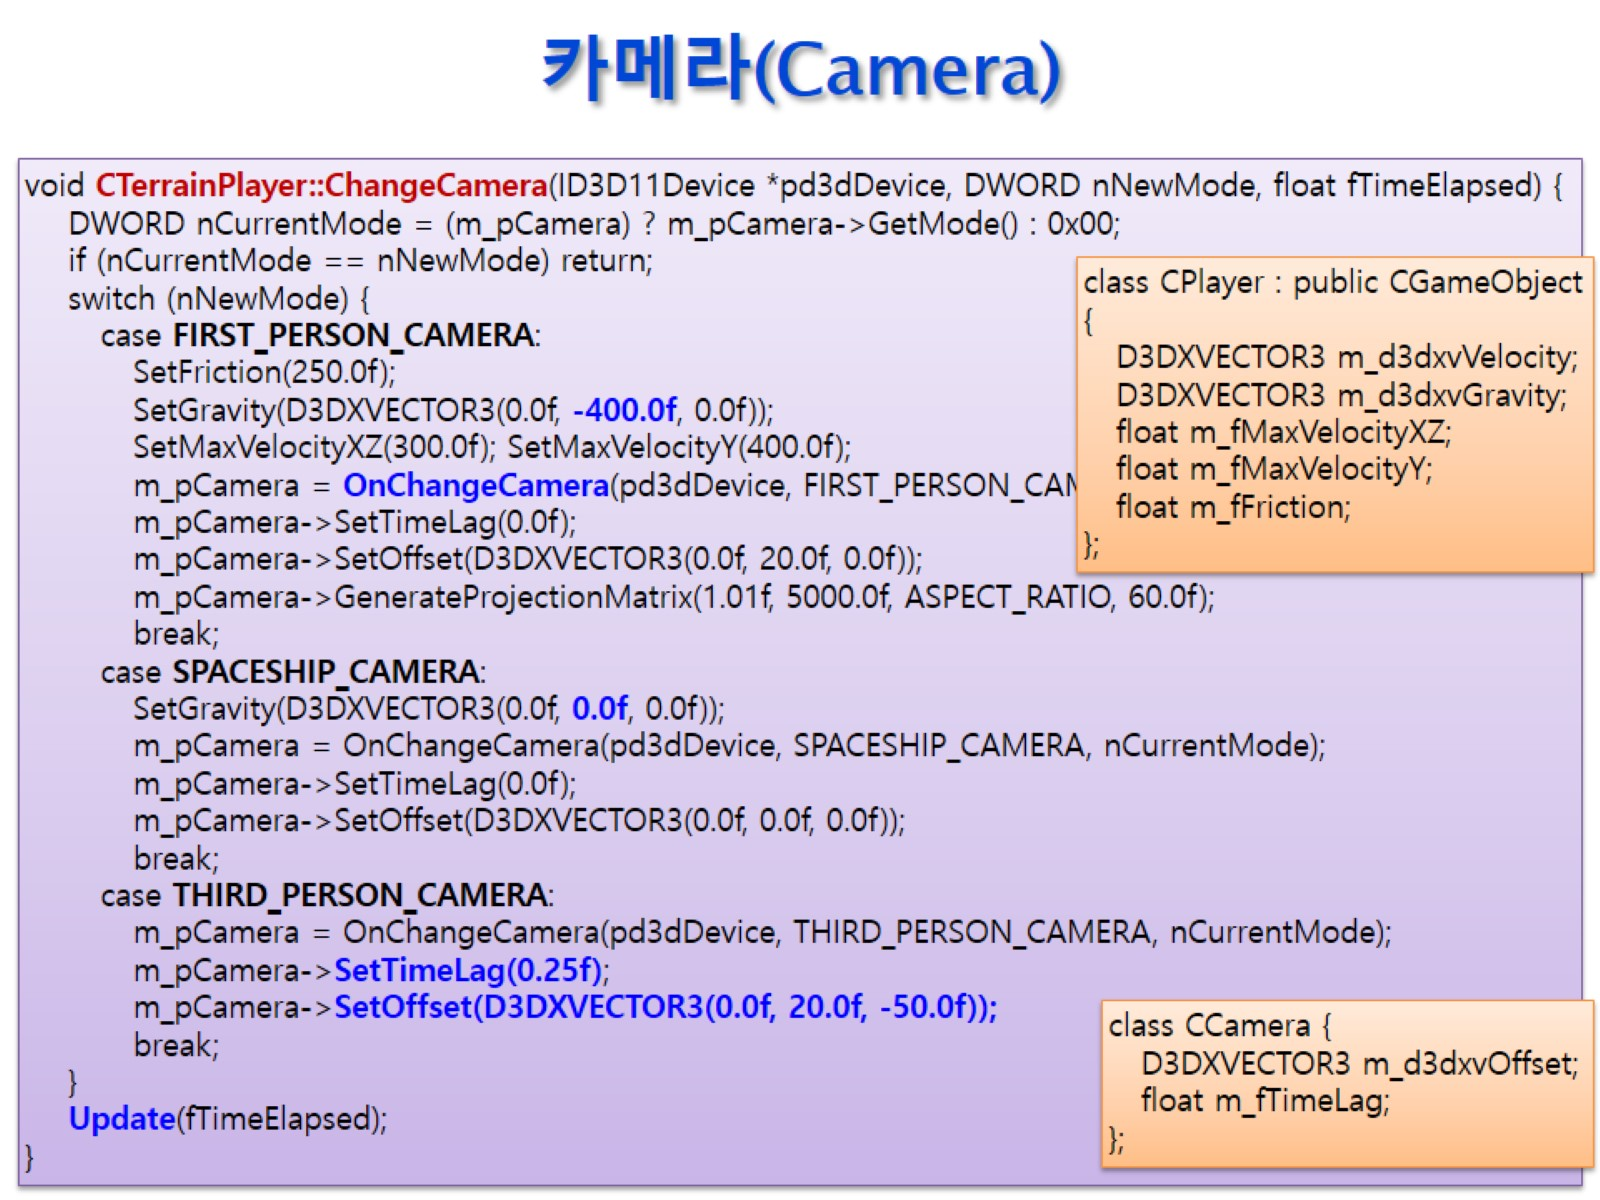 카메라(Camera)
void CTerrainPlayer::ChangeCamera(ID3D11Device *pd3dDevice, DWORD nNewMode, float fTimeElapsed) {
DWORD nCurrentMode = (m_pCamera) ? m_pCamera->GetMode() : 0x00;
if (nCurrentMode == nNewMode) return;
switch (nNewMode) {
case FIRST_PERSON_CAMERA:
SetFriction(250.0f);
SetGravity(D3DXVECTOR3(0.0f, -400.0f, 0.0f));
SetMaxVelocityXZ(300.0f); SetMaxVelocityY(400.0f);
m_pCamera = OnChangeCamera(pd3dDevice,
m_pCamera->SetTimeLag(0.0f);
m_pCamera->SetOffset(D3DXVECTOR3(0.0f, 20.0f, 0.0f));
m_pCamera->GenerateProjectionMatrix(1.01f, 5000.0f, ASPECT_RATIO, 60.0f);
break;
case SPACESHIP_CAMERA:
SetGravity(D3DXVECTOR3(0.0f, 0.0f, 0.0f));
m_pCamera = OnChangeCamera(pd3dDevice, SPACESHIP_CAMERA, nCurrentMode);
m_pCamera->SetTimeLag(0.0f);
m_pCamera->SetOffset(D3DXVECTOR3(0.0f, 0.0f, 0.0f));
break;
case THIRD_PERSON_CAMERA:
m_pCamera = OnChangeCamera(pd3dDevice, THIRD_PERSON_CAMERA, nCurrentMode);
m_pCamera->SetTimeLag(0.25f);
m_pCamera->SetOffset(D3DXVECTOR3(0.0f, 20.0f, -50.0f));
break;
}
Update(fTimeElapsed);
}
class CPlayer : public CGameObject
{
D3DXVECTOR3 m_d3dxvVelocity;
D3DXVECTOR3 m_d3dxvGravity;
float m_fMaxVelocityXZ;
float m_fMaxVelocityY;
float m_fFriction;
};
class CCamera {
D3DXVECTOR3 m_d3dxvOffset;
float m_fTimeLag;
};